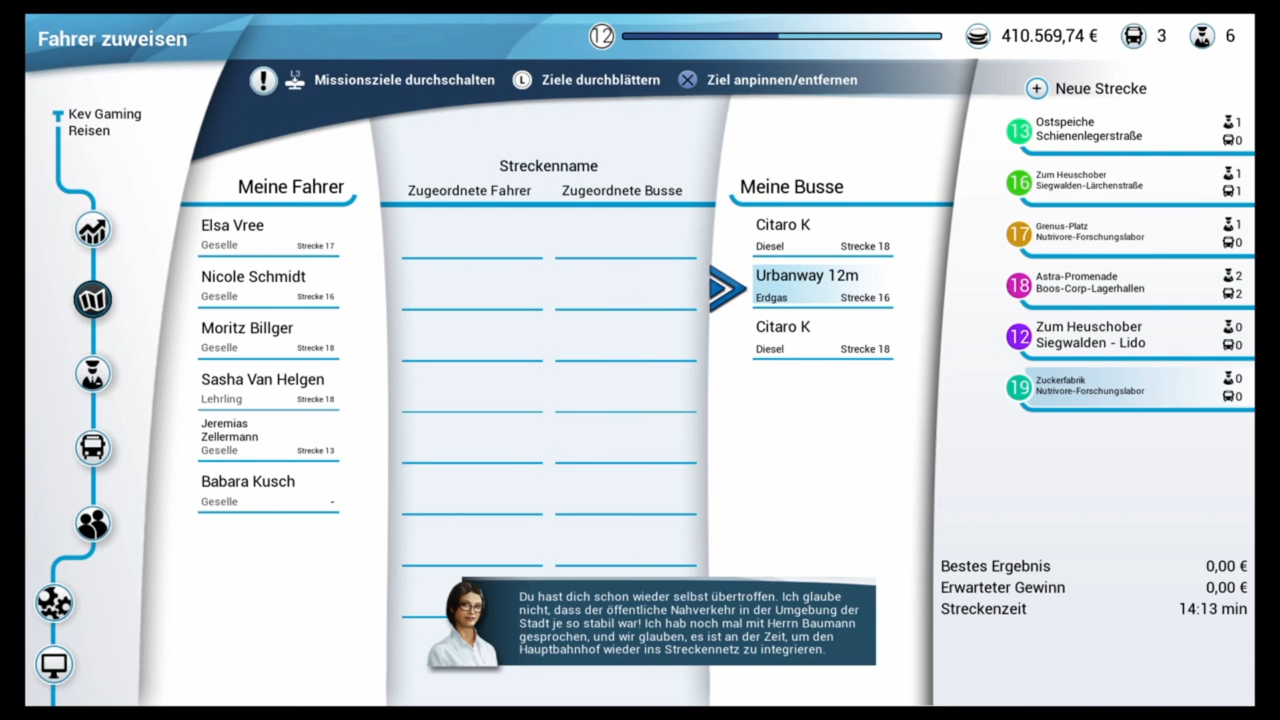 Fahrer zuweisen
12
410.569,74 €
3
6
L3
Missionsziele durchschalten
L
Ziele durchblättern
Ziel anpinnen/entfernen
Kev Gaming
Reisen
Meine Fahrer
Elsa Vree
Geselle Strecke 17
Nicole Schmidt
Geselle Strecke 16
Moritz Billger
Geselle Strecke 18
Sasha Van Helgen
Lehrling Strecke 18
Jeremias
Zellermann
Geselle Strecke 13
Babara Kusch
Geselle -
Streckenname
Zugeordnete Fahrer Zugeordnete Busse
Meine Busse
Citaro K
Diesel Strecke 18
Urbanway 12m
Erdgas Strecke 16
Citaro K
Diesel Strecke 18
Neue Strecke
13 Ostspeiche 1
Schienenlegerstraße 0
16 Zum Heuschober 1
Siegwalden-Lärchenstraße 1
17 Grenus-Platz 1
Nutrivore-Forschungslabor 0
18 Astra-Promenade 2
Boos-Corp-Lagerhallen 2
12 Zum Heuschober 0
Siegwalden - Lido 0
19 Zuckerfabrik 0
Nutrivore-Forschungslabor 0
Bestes Ergebnis 0,00 €
Erwarteter Gewinn 0,00 €
Streckenzeit 14:13 min
Du hast dich schon wieder selbst übertroffen. Ich glaube
nicht, dass der öffentliche Nahverkehr in der Umgebung der
Stadt je so stabil war! Ich hab noch mal mit Herrn Baumann
gesprochen, und wir glauben, es ist an der Zeit, um den
Hauptbahnhof wieder ins Streckennetz zu integrieren.